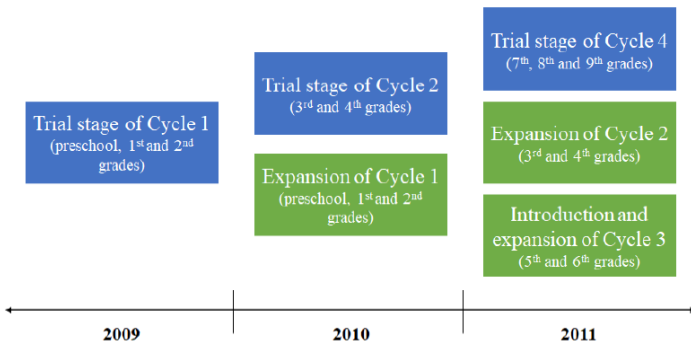 Trial stage of Cycle 1
(preschool, 1st and 2nd
grades)
Trial stage of Cycle 2
(3rd and 4th grades)
Expansion of Cycle 1
(preschool, 1st and 2nd
grades)
Trial stage of Cycle 4
(7th, 8th and 9th grades)
Expansion of Cycle 2
(3rd and 4th grades)
Introduction and
expansion of Cycle 3
(5th and 6th grades)
2009
2010
2011